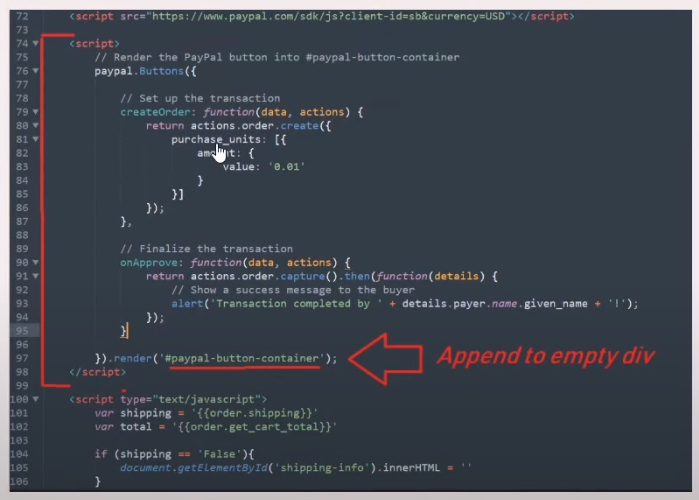 72 <script src="https://www.paypal.com/sdk/js?client-id=sb&currency=USD"></script>
73
74 <script>
75 // Render the PayPal button into #paypal-button-container
76 paypal.Buttons({
77
78 // Set up the transaction
79 createOrder: function(data, actions) {
80 return actions.order.create({
81 purchase_units: [{
82 amount: {
83 value: '0.01'
84 }
85 }]
86 });
87 },
88
89 // Finalize the transaction
90 onApprove: function(data, actions) {
91 return actions.order.capture().then(function(details) {
92 // Show a success message to the buyer
93 alert('Transaction completed by ' + details.payer.name.given_name + '!');
94 });
95 }
96
97 }).render('#paypal-button-container'); Append to empty div
98 </script>
99
100 <script type="text/javascript">
101 var shipping = '{{order.shipping}}'
102 var total = '{{order.get_cart_total}}'
103
104 if (shipping == 'False'){
105 document.getElementById('shipping-info').innerHTML = ''
106 }